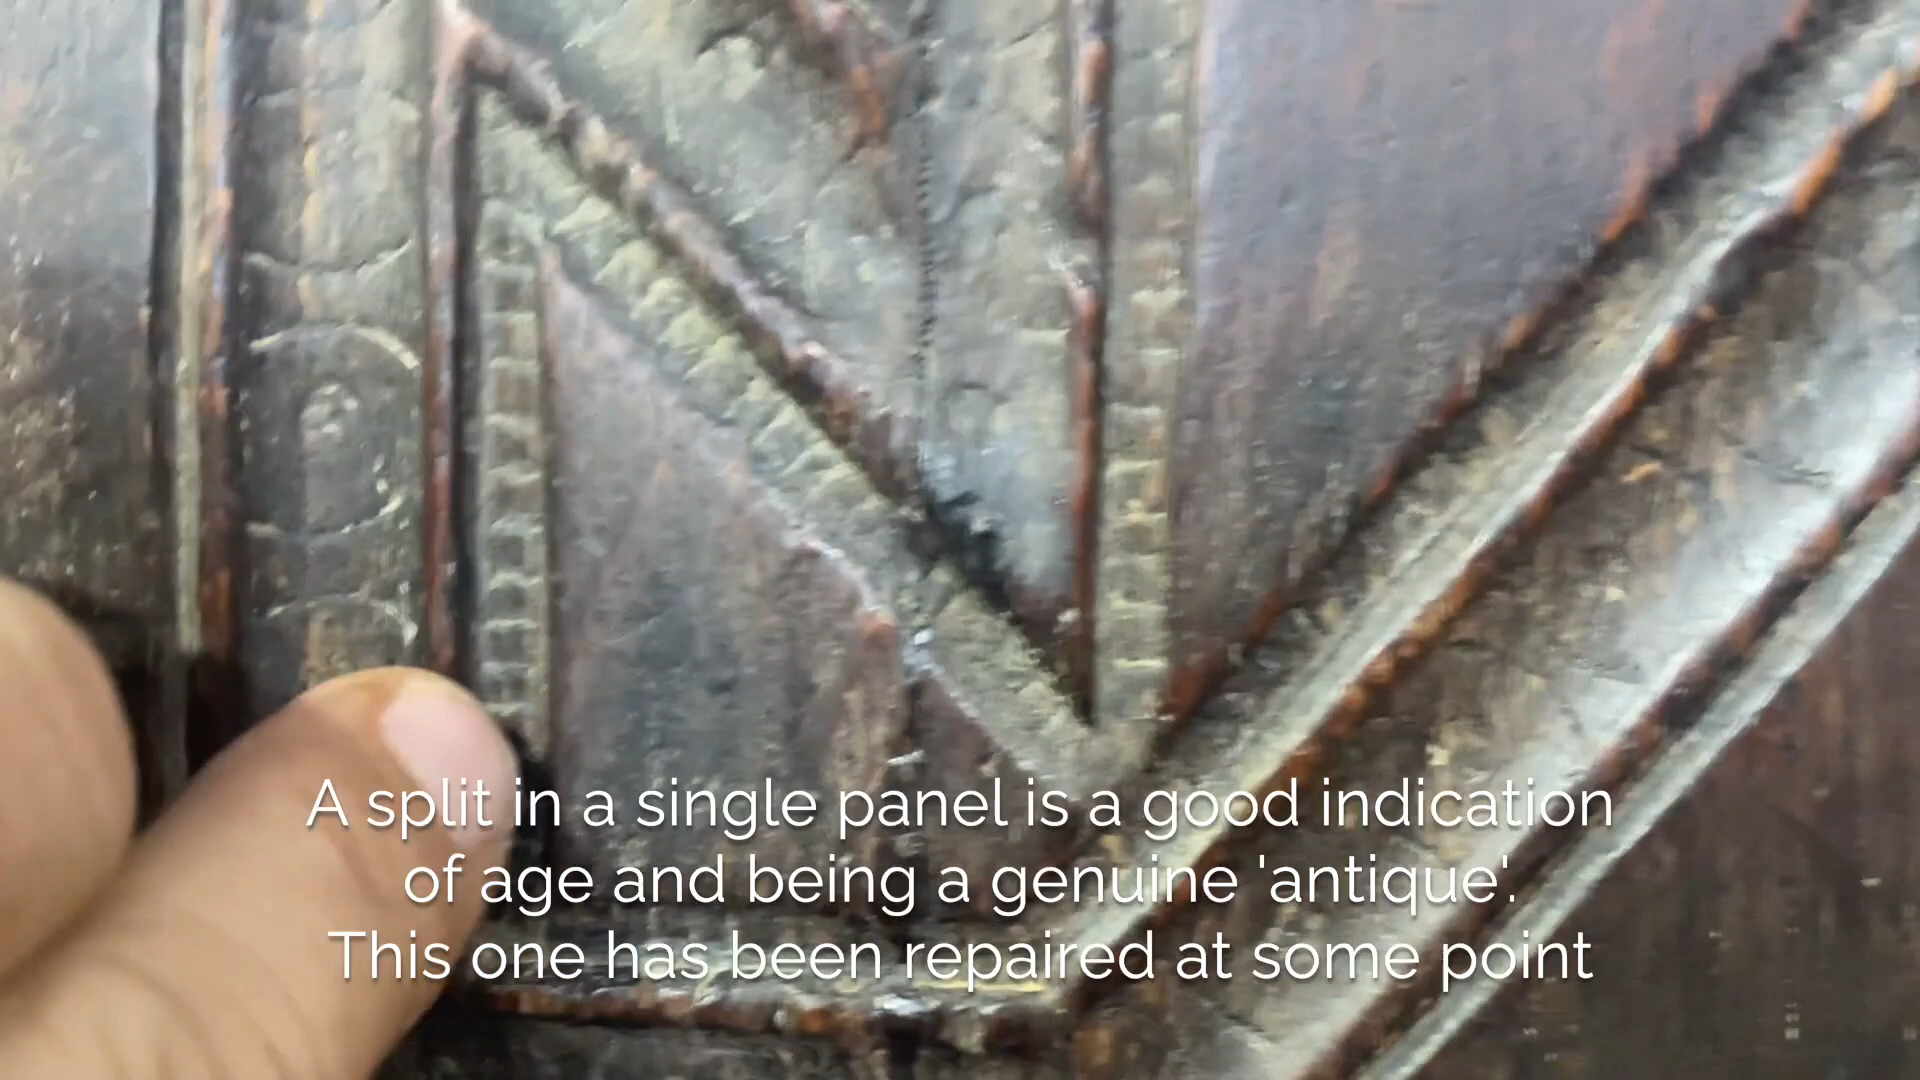 A split in a single panel is a good indication
of age and being a genuine 'antique'.
This one has been repaired at some point